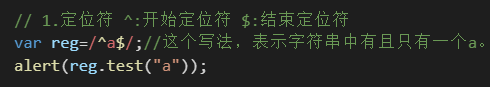 // 1.定位符 ^:开始定位符 $:结束定位符
var reg=/^a$/;//这个写法，表示字符串中有且只有一个a。
alert(reg.test("a"));